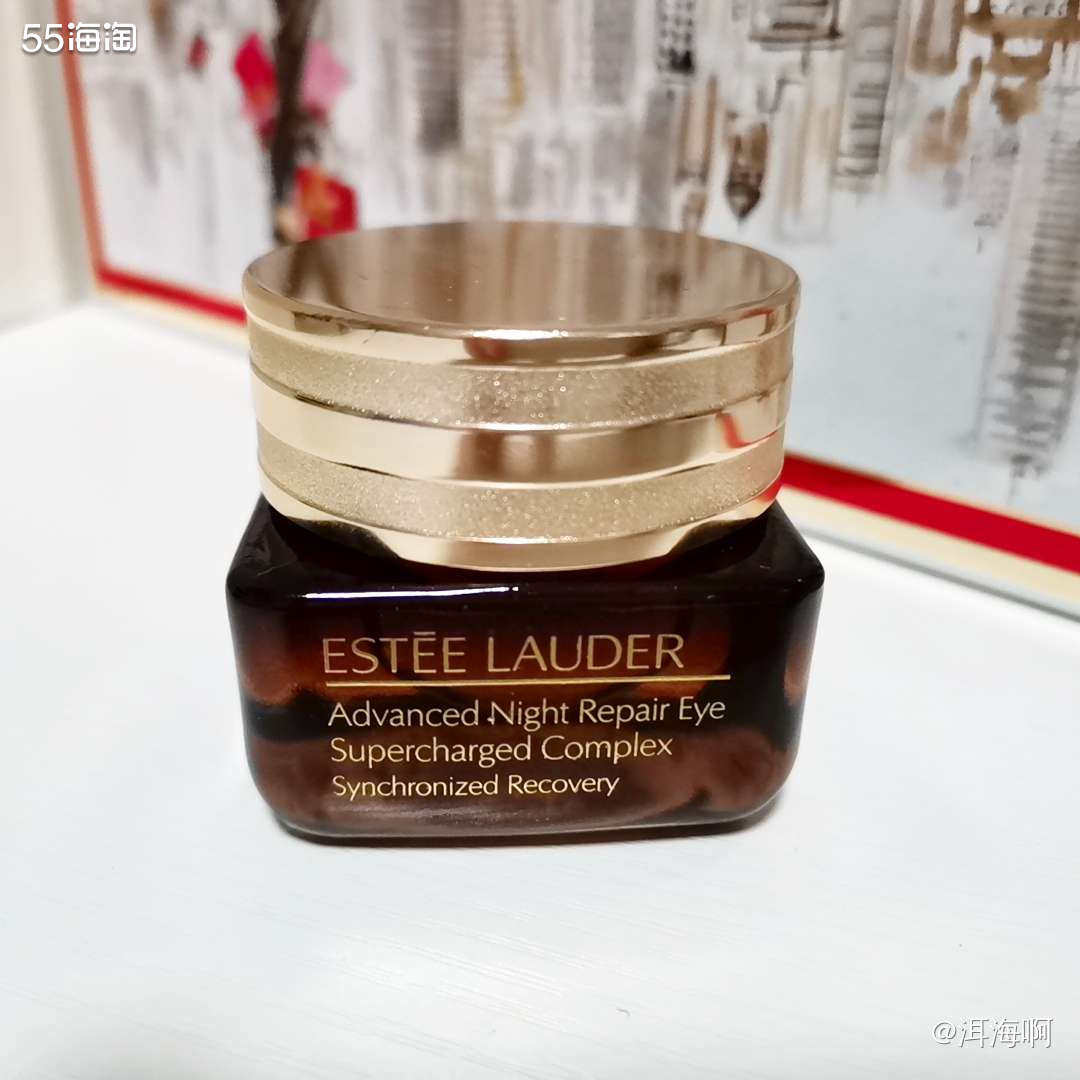 55海淘
ESTĒE LAUDER
Advanced Night Repair Eye
Supercharged Complex
Synchronized Recovery
@洱海啊